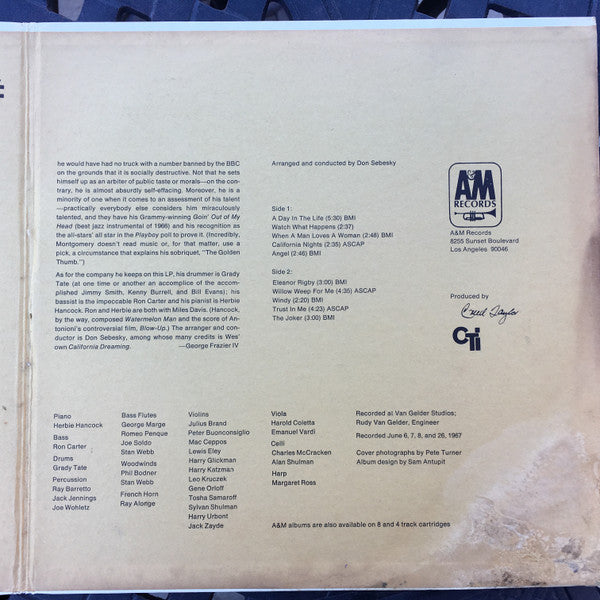 he would have had no truck with a number banned by the BBC
on the grounds that it is socially destructive. Not that he sets
himself up as an arbiter of public taste or morals—on the con-
trary, he is almost absurdly self-effacing. Moreover, he is a
minority of one when it comes to an assessment of his talent
—practically everybody else considers him miraculously
talented, and they have his Grammy-winning Goin' Out of My
Head (best jazz instrumental of 1966) and his recognition as
the all-stars' all star in the Playboy poll to prove it. (Incredibly,
Montgomery doesn't read music or, for that matter, use a
pick, a circumstance that explains his sobriquet, "The Golden
Thumb.")
As for the company he keeps on this LP, his drummer is Grady
Tate (at one time or another an accomplice of the accom-
plished Jimmy Smith, Kenny Burrell, and Bill Evans); his
bassist is the impeccable Ron Carter and his pianist is Herbie
Hancock. Ron and Herbie are both with Miles Davis. (Hancock,
by the way, composed Watermelon Man and the score of An-
tonioni's controversial film, Blow-Up.) The arranger and con-
ductor is Don Sebesky, among whose many credits is Wes'
own California Dreaming. —George Frazier IV
Arranged and conducted by Don Sebesky
Side 1:
A Day In The Life (5:30) BMI
Watch What Happens (2:37)
When A Man Loves A Woman (2:48) BMI
California Nights (2:35) ASCAP
Angel (2:46) BMI
Side 2:
Eleanor Rigby (3:00) BMI
Willow Weep For Me (4:35) ASCAP
Windy (2:20) BMI
Trust In Me (4:23) ASCAP
The Joker (3:00) BMI
A&M
RECORDS
A&M Records
8255 Sunset Boulevard
Los Angeles 90046
Produced by
Creed Taylor
CTi
Piano
Herbie Hancock
Bass
Ron Carter
Drums
Grady Tate
Percussion
Ray Barretto
Jack Jennings
Joe Wohletz
Bass Flutes
George Marge
Romeo Penque
Joe Soldo
Stan Webb
Woodwinds
Phil Bodner
Stan Webb
French Horn
Ray Alonge
Violins
Julius Brand
Peter Buonconsiglio
Mac Ceppos
Lewis Eley
Harry Glickman
Harry Katzman
Leo Kruczek
Gene Orloff
Tosha Samaroff
Sylvan Shulman
Harry Urbont
Jack Zayde
Viola
Harold Coletta
Emanuel Vardi
Celli
Charles McCracken
Alan Shulman
Harp
Margaret Ross
Recorded at Van Gelder Studios;
Rudy Van Gelder, Engineer
Recorded June 6, 7, 8, and 26, 1967
Cover photographs by Pete Turner
Album design by Sam Antupit
A&M albums are also available on 8 and 4 track cartridges